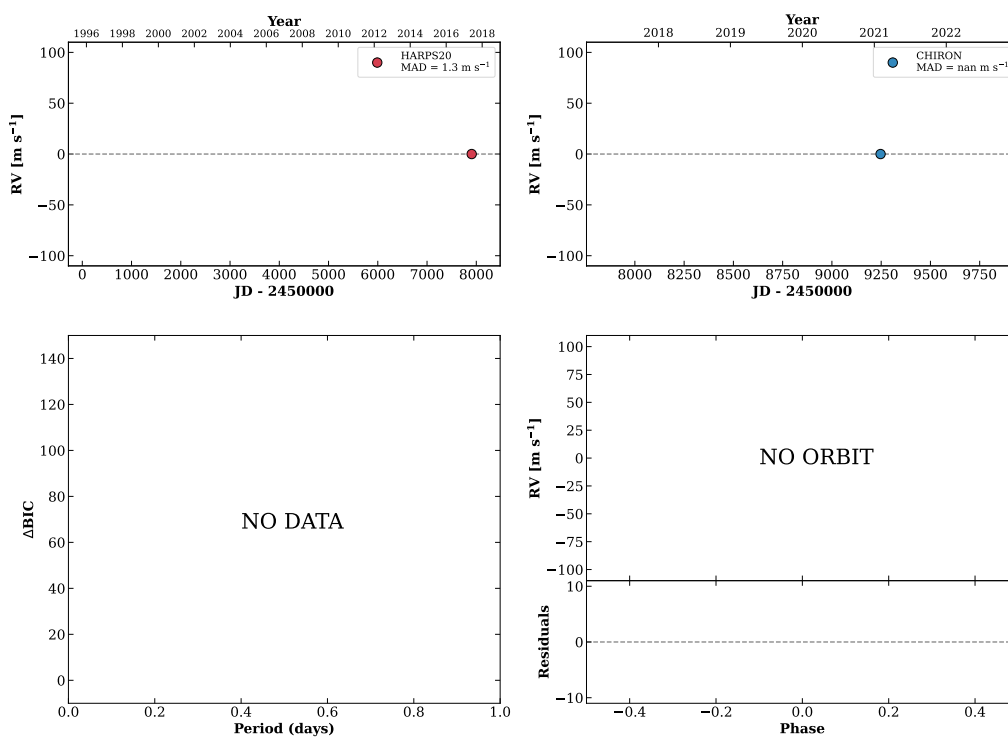 Year
1996 1998 2000 2002 2004 2006 2008 2010 2012 2014 2016 2018
HARPS20
MAD = 1.3 m s⁻¹
RV [m s⁻¹]
100
50
0
−50
−100
0 1000 2000 3000 4000 5000 6000 7000 8000
JD - 2450000
Year
2018 2019 2020 2021 2022
CHIRON
MAD = nan m s⁻¹
RV [m s⁻¹]
100
50
0
−50
−100
8000 8250 8500 8750 9000 9250 9500 9750
JD - 2450000
ΔBIC
140
120
100
80
60
40
20
0
NO DATA
0.0 0.2 0.4 0.6 0.8 1.0
Period (days)
RV [m s⁻¹]
100
75
50
25
0
−25
−50
−75
−100
NO ORBIT
Residuals
10
0
−10
−0.4 −0.2 0.0 0.2 0.4
Phase